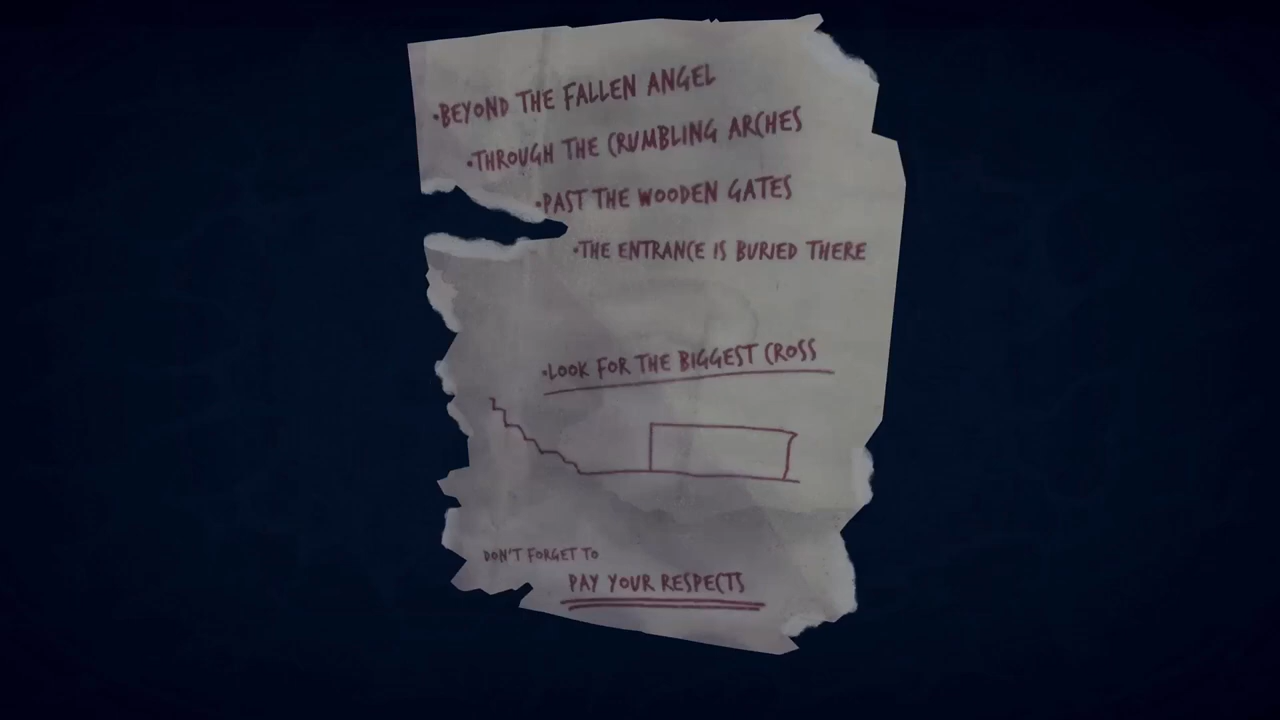 •BEYOND THE FALLEN ANGEL
•THROUGH THE CRUMBLING ARCHES
•PAST THE WOODEN GATES
•THE ENTRANCE IS BURIED THERE
•LOOK FOR THE BIGGEST CROSS
DON'T FORGET TO
PAY YOUR RESPECTS